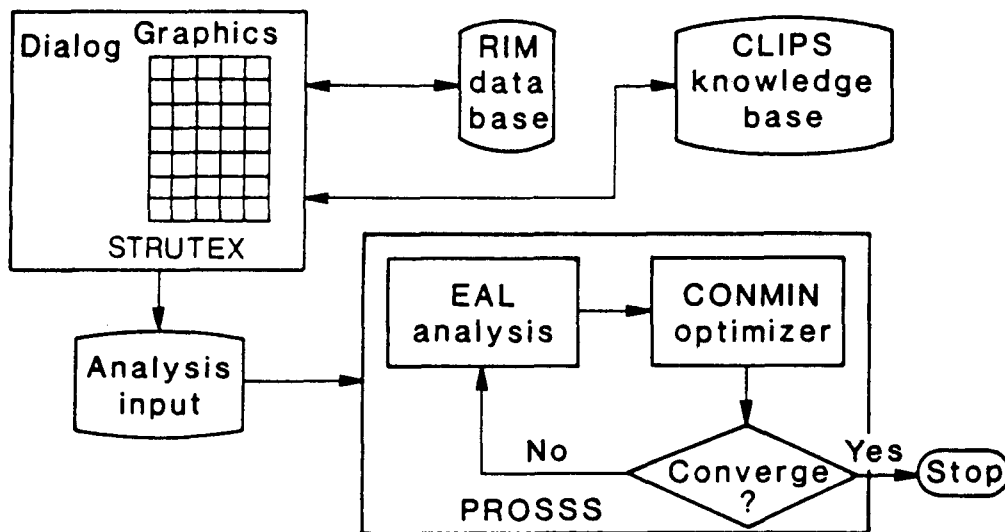 Dialog
Graphics
STRUTEX
RIM
data
base
CLIPS
knowledge
base
Analysis
input
EAL
analysis
CONMIN
optimizer
Converge
?
No
Yes
Stop
PROSSS